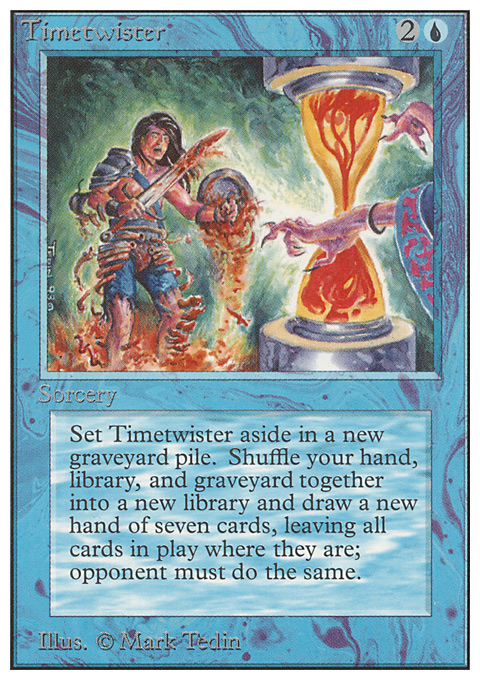 Timetwister 2
Sorcery
Set Timetwister aside in a new
graveyard pile. Shuffle your hand,
library, and graveyard together
into a new library and draw a new
hand of seven cards, leaving all
cards in play where they are;
opponent must do the same.
Illus. © Mark Tedin